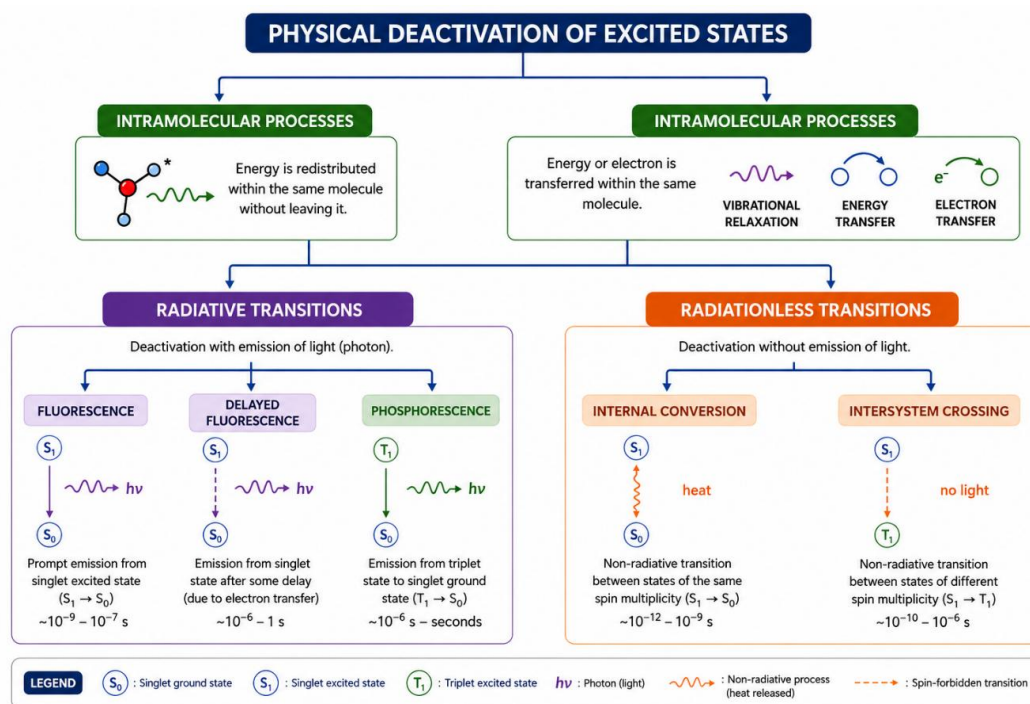 PHYSICAL DEACTIVATION OF EXCITED STATES
INTRAMOLECULAR PROCESSES
*
Energy is redistributed
within the same molecule
without leaving it.
INTRAMOLECULAR PROCESSES
Energy or electron is
transferred within the same
molecule.
VIBRATIONAL
RELAXATION
ENERGY
TRANSFER
e⁻
ELECTRON
TRANSFER
RADIATIVE TRANSITIONS
Deactivation with emission of light (photon).
FLUORESCENCE
S₁
hν
S₀
Prompt emission from
singlet excited state
(S₁ → S₀)
~10⁻⁹ – 10⁻⁷ s
DELAYED
FLUORESCENCE
S₁
hν
S₀
Emission from singlet
state after some delay
(due to electron transfer)
~10⁻⁶ – 1 s
PHOSPHORESCENCE
T₁
hν
S₀
Emission from triplet
state to singlet ground
state (T₁ → S₀)
~10⁻⁶ s – seconds
RADIATIONLESS TRANSITIONS
Deactivation without emission of light.
INTERNAL CONVERSION
S₁
heat
S₀
Non-radiative transition
between states of the same
spin multiplicity (S₁ → S₀)
~10⁻¹² – 10⁻⁹ s
INTERSYSTEM CROSSING
S₁
no light
T₁
Non-radiative transition
between states of different
spin multiplicity (S₁ → T₁)
~10⁻¹⁰ – 10⁻⁶ s
LEGEND
S₀ : Singlet ground state
S₁ : Singlet excited state
T₁ : Triplet excited state
hν : Photon (light)
: Non-radiative process
(heat released)
: Spin-forbidden transition